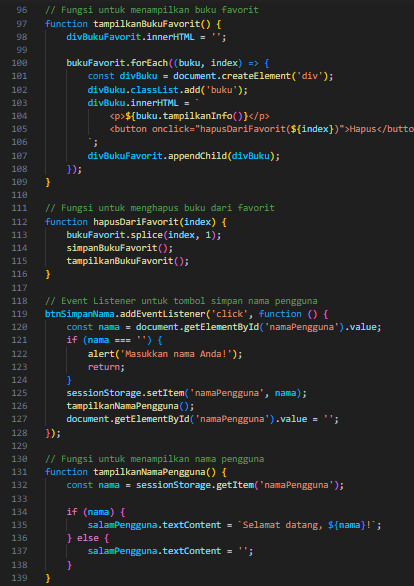 96 // Fungsi untuk menampilkan buku favorit
97 function tampilkanBukuFavorit() {
98 divBukuFavorit.innerHTML = '';
99
100 bukuFavorit.forEach((buku, index) => {
101 const divBuku = document.createElement('div');
102 divBuku.classList.add('buku');
103 divBuku.innerHTML = `
104 <p>${buku.tampilkanInfo()}</p>
105 <button onclick="hapusDariFavorit(${index})">Hapus</butto
106 `;
107 divBukuFavorit.appendChild(divBuku);
108 });
109 }
110
111 // Fungsi untuk menghapus buku dari favorit
112 function hapusDariFavorit(index) {
113 bukuFavorit.splice(index, 1);
114 simpanBukuFavorit();
115 tampilkanBukuFavorit();
116 }
117
118 // Event Listener untuk tombol simpan nama pengguna
119 btnSimpanNama.addEventListener('click', function () {
120 const nama = document.getElementById('namaPengguna').value;
121 if (nama === '') {
122 alert('Masukkan nama Anda!');
123 return;
124 }
125 sessionStorage.setItem('namaPengguna', nama);
126 tampilkanNamaPengguna();
127 document.getElementById('namaPengguna').value = '';
128 });
129
130 // Fungsi untuk menampilkan nama pengguna
131 function tampilkanNamaPengguna() {
132 const nama = sessionStorage.getItem('namaPengguna');
133
134 if (nama) {
135 salamPengguna.textContent = `Selamat datang, ${nama}!`;
136 } else {
137 salamPengguna.textContent = '';
138 }
139 }